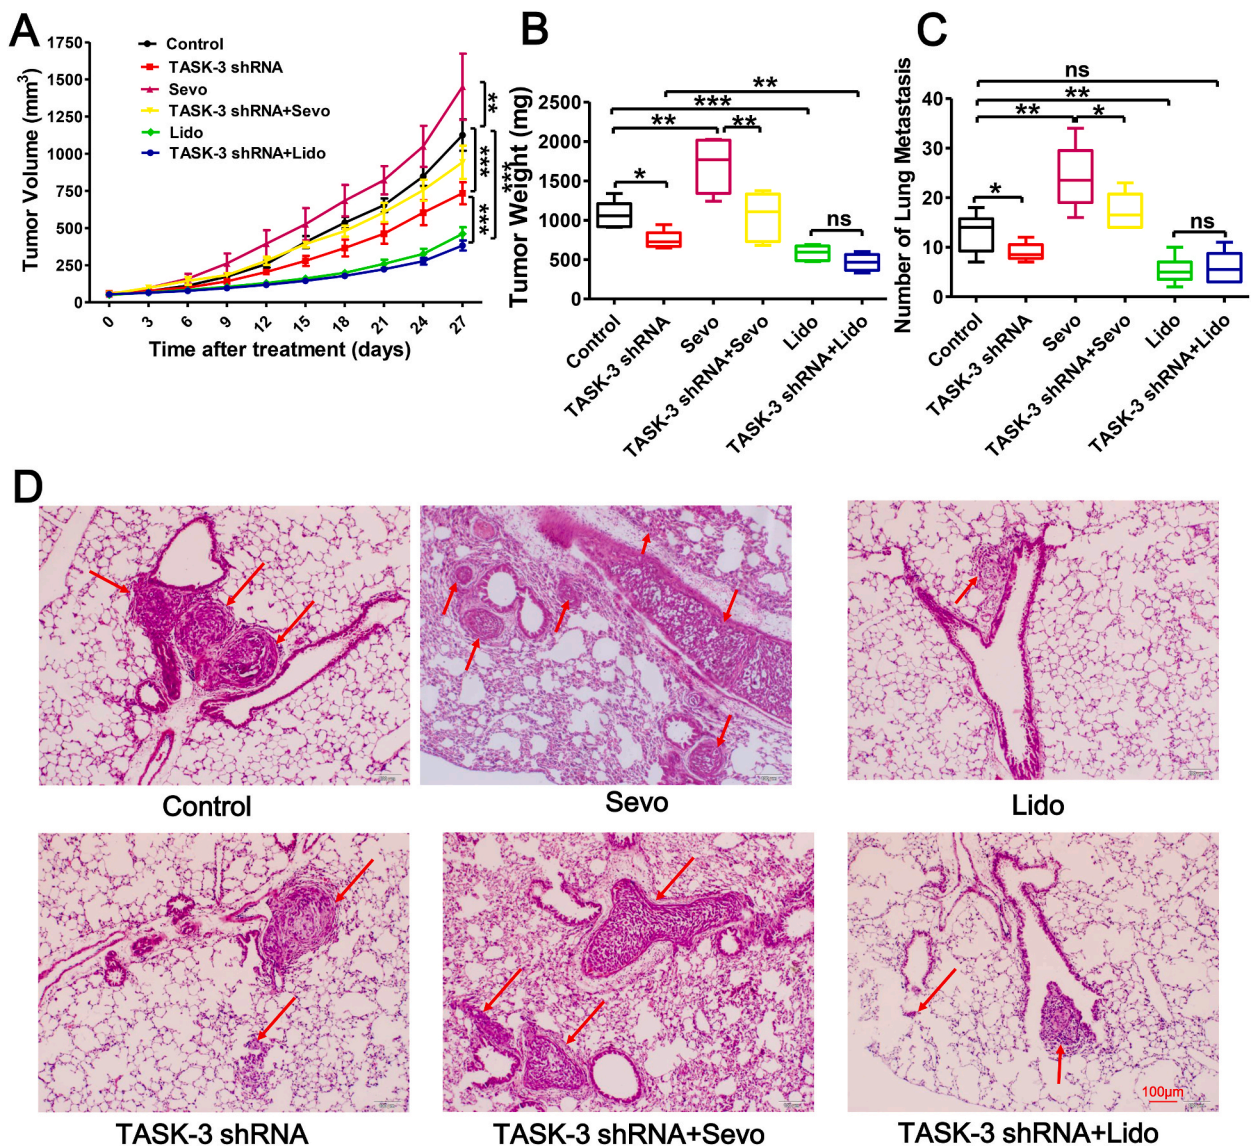 A
Tumor Volume (mm3)
1750
1500
1250
1000
750
500
250
0
Control
TASK-3 shRNA
Sevo
TASK-3 shRNA+Sevo
Lido
TASK-3 shRNA+Lido
**
***
***
***
0 3 6 9 12 15 18 21 24 27
Time after treatment (days)
B
Tumor Weight (mg)
2500
2000
1500
1000
500
0
**
***
** **
*
ns
Control
TASK-3 shRNA
Sevo
TASK-3 shRNA+Sevo
Lido
TASK-3 shRNA+Lido
C
Number of Lung Metastasis
40
30
20
10
0
ns
**
** *
*
ns
Control
TASK-3 shRNA
Sevo
TASK-3 shRNA+Sevo
Lido
TASK-3 shRNA+Lido
D
Control
Sevo
Lido
100μm
TASK-3 shRNA
TASK-3 shRNA+Sevo
TASK-3 shRNA+Lido